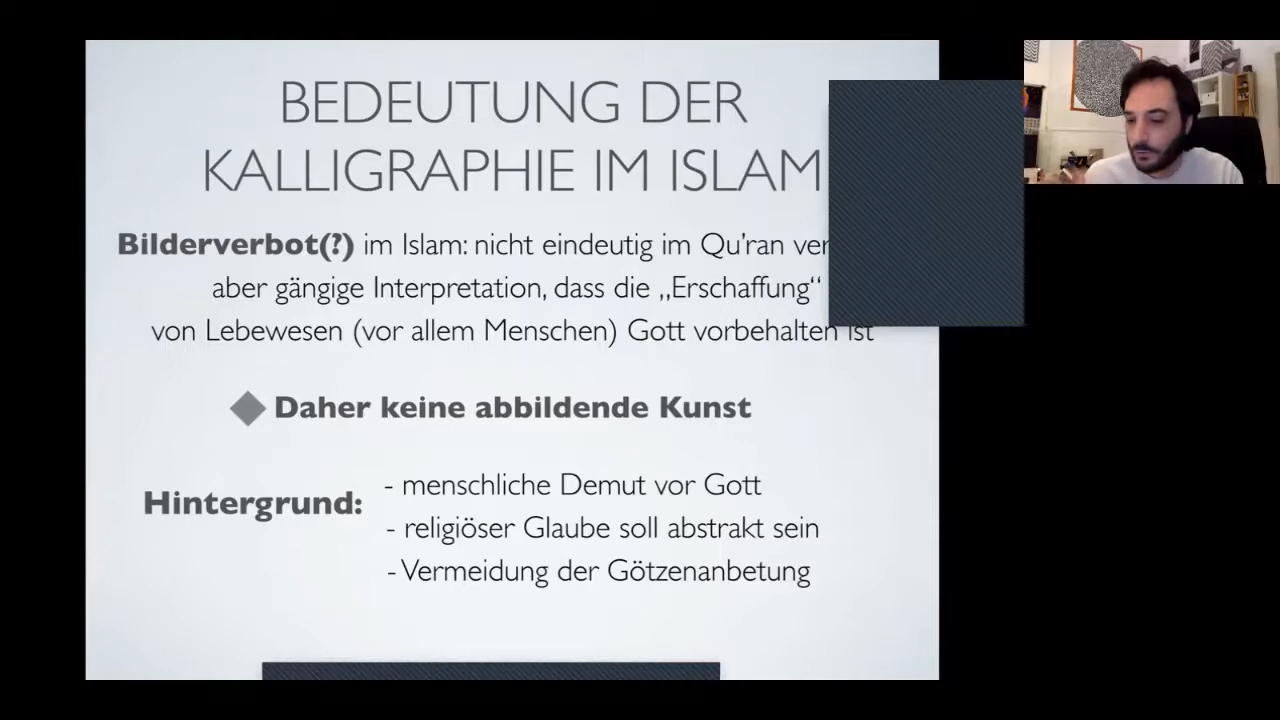 BEDEUTUNG DER
KALLIGRAPHIE IM ISLAM
Bilderverbot(?) im Islam: nicht eindeutig im Qu’ran
aber gängige Interpretation, dass die „Erschaffung“
von Lebewesen (vor allem Menschen) Gott vorbehalten ist
Daher keine abbildende Kunst
Hintergrund:
- menschliche Demut vor Gott
- religiöser Glaube soll abstrakt sein
- Vermeidung der Götzenanbetung